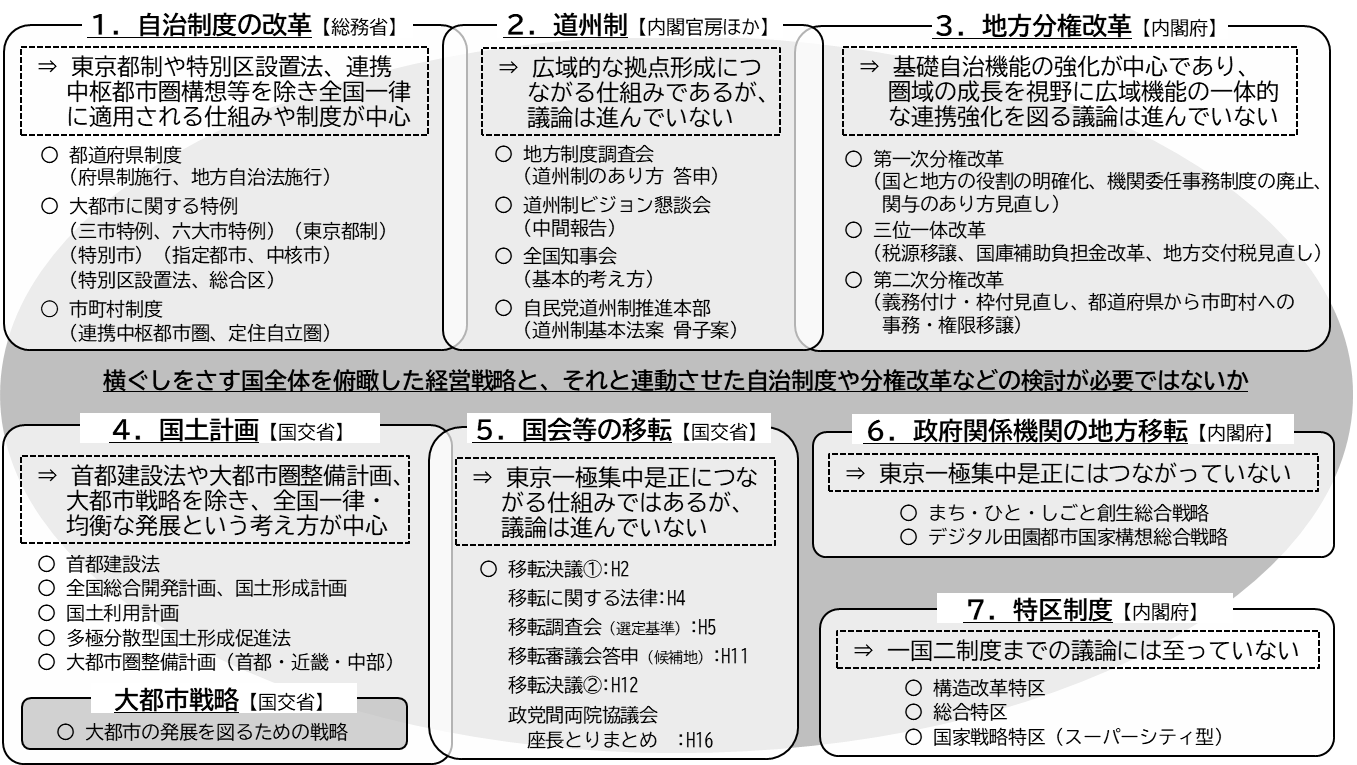 １．自治制度の改革【総務省】
⇒ 東京都制や特別区設置法、連携
中枢都市圏構想等を除き全国一律
に適用される仕組みや制度が中心
○ 都道府県制度
（府県制施行、地方自治法施行）
○ 大都市に関する特例
（三市特例、六大市特例）（東京都制）
（特別市）（指定都市、中核市）
（特別区設置法、総合区）
○ 市町村制度
（連携中枢都市圏、定住自立圏）
２．道州制【内閣官房ほか】
⇒ 広域的な拠点形成につ
ながる仕組みであるが、
議論は進んでいない
○ 地方制度調査会
（道州制のあり方 答申）
○ 道州制ビジョン懇談会
（中間報告）
○ 全国知事会
（基本的考え方）
○ 自民党道州制推進本部
（道州制基本法案 骨子案）
３．地方分権改革【内閣府】
⇒ 基礎自治機能の強化が中心であり、
圏域の成長を視野に広域機能の一体的
な連携強化を図る議論は進んでいない
○ 第一次分権改革
（国と地方の役割の明確化、機関委任事務制度の廃止、
関与のあり方見直し）
○ 三位一体改革
（税源移譲、国庫補助負担金改革、地方交付税見直し）
○ 第二次分権改革
（義務付け・枠付見直し、都道府県から市町村への
事務・権限移譲）
横ぐしをさす国全体を俯瞰した経営戦略と、それと連動させた自治制度や分権改革などの検討が必要ではないか
４．国土計画【国交省】
⇒ 首都建設法や大都市圏整備計画、
大都市戦略を除き、全国一律・
均衡な発展という考え方が中心
○ 首都建設法
○ 全国総合開発計画、国土形成計画
○ 国土利用計画
○ 多極分散型国土形成促進法
○ 大都市圏整備計画（首都・近畿・中部）
大都市戦略【国交省】
○ 大都市の発展を図るための戦略
５．国会等の移転【国交省】
⇒ 東京一極集中是正につな
がる仕組みではあるが、
議論は進んでいない
○ 移転決議①:H2
移転に関する法律:H4
移転調査会（選定基準）:H5
移転審議会答申（候補地）:H11
移転決議②:H12
政党間両院協議会
座長とりまとめ :H16
６．政府関係機関の地方移転【内閣府】
⇒ 東京一極集中是正にはつながっていない
○ まち・ひと・しごと創生総合戦略
○ デジタル田園都市国家構想総合戦略
７．特区制度【内閣府】
⇒ 一国二制度までの議論には至っていない
○ 構造改革特区
○ 総合特区
○ 国家戦略特区（スーパーシティ型）